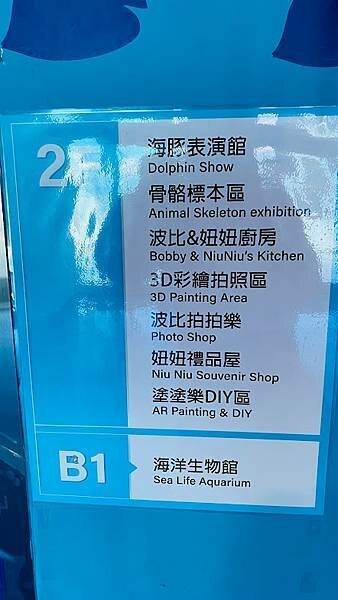 2F
海豚表演館
Dolphin Show
骨骼標本區
Animal Skeleton exhibition
波比&妞妞廚房
Bobby & NiuNiu's Kitchen
3D彩繪拍照區
3D Painting Area
波比拍拍樂
Photo Shop
妞妞禮品屋
Niu Niu Souvenir Shop
塗塗樂DIY區
AR Painting & DIY
B1
海洋生物館
Sea Life Aquarium